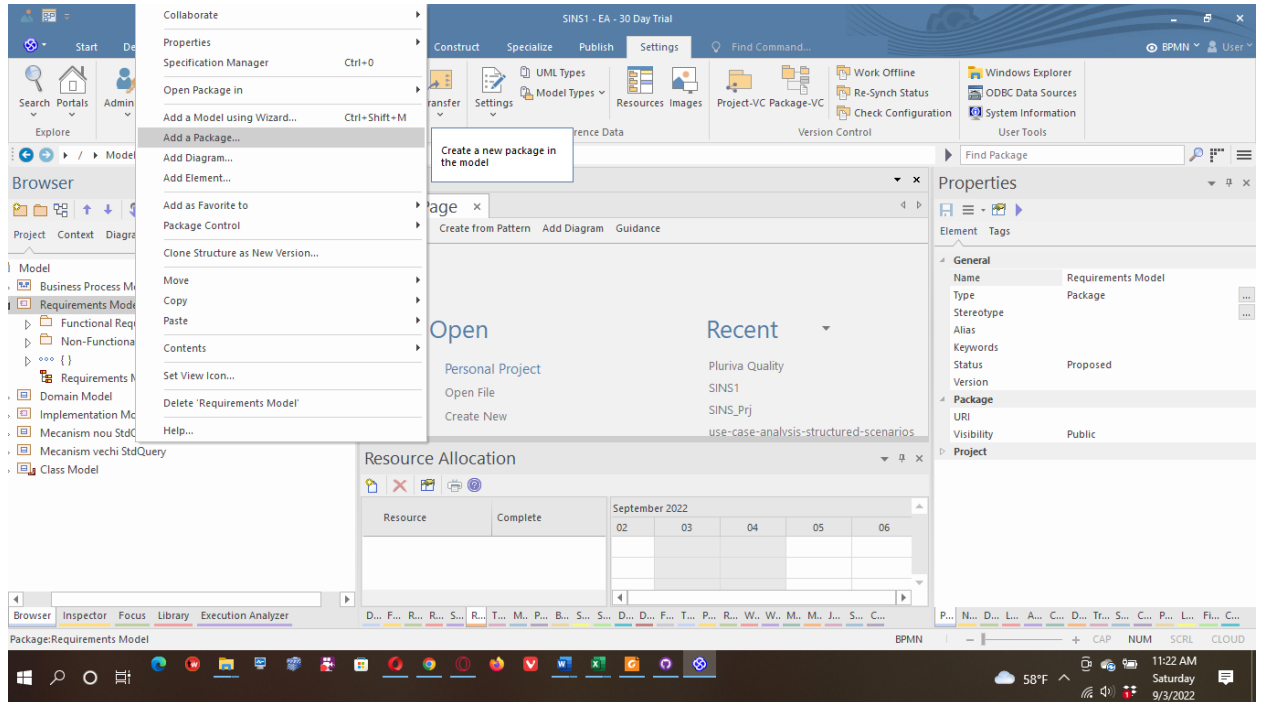 BP
SINS1 - EA - 30 Day Trial
Start
De
Construct
Specialize
Publish
Settings
Find Command...
BPMN
User
Search
Portals
Admin
Explore
ransfer
Settings
UML Types
Model Types
Resources
Images
rence Data
Project-VC
Package-VC
Work Offline
Re-Synch Status
Check Configuration
Version Control
Windows Explorer
ODBC Data Sources
System Information
User Tools
/
Model
Find Package
Collaborate
Properties
Specification Manager Ctrl+0
Open Package in
Add a Model using Wizard... Ctrl+Shift+M
Add a Package...
Add Diagram...
Add Element...
Add as Favorite to
Package Control
Clone Structure as New Version...
Move
Copy
Paste
Contents
Set View Icon...
Delete 'Requirements Model'
Help...
Create a new package in
the model
Browser
Project Context Diagra
Model
Business Process M
Requirements Mode
Functional Req
Non-Functiona
{ }
Requirements M
Domain Model
Implementation Mo
Mecanism nou StdQ
Mecanism vechi StdQuery
Class Model
Browser Inspector Focus Library Execution Analyzer
Package:Requirements Model
Page ×
Create from Pattern Add Diagram Guidance
Open
Personal Project
Open File
Create New
Recent
Pluriva Quality
SINS1
SINS_Prj
use-case-analysis-structured-scenarios
Resource Allocation
Resource
Complete
September 2022
02 03 04 05 06
D... F... R... R... S... R... T... M... P... B... S... S... D... D... F... T... P... R... W... W... M... M... J... S... C...
Properties
Element Tags
General
Name Requirements Model
Type Package ...
Stereotype ...
Alias
Keywords
Status Proposed
Version
Package
URI
Visibility Public
Project
P... N... D... L... A... C... D... Tr... S... C... P... L... Fi... C...
BPMN
CAP NUM SCRL CLOUD
58°F
11:22 AM
Saturday
9/3/2022